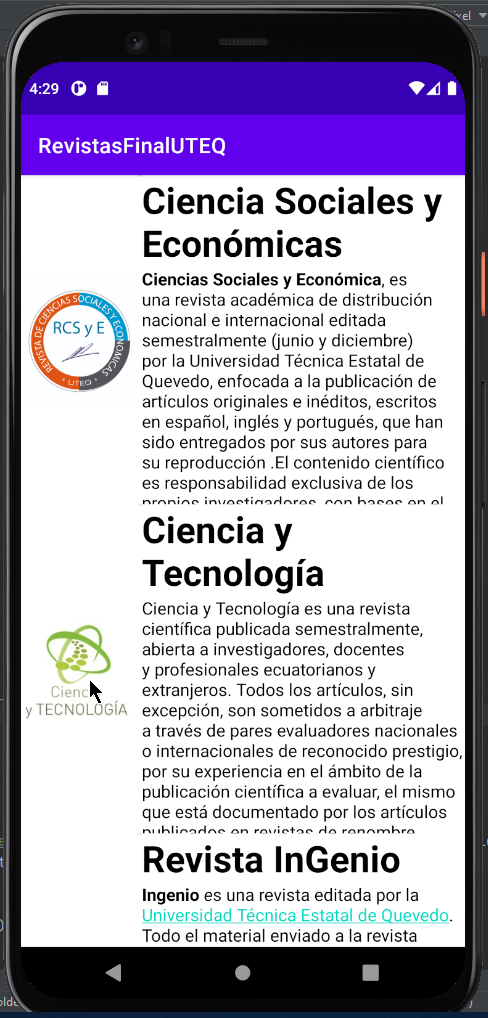 xel
4:29
RevistasFinalUTEQ
Ciencia Sociales y
Económicas
Ciencias Sociales y Económica, es
una revista académica de distribución
nacional e internacional editada
semestralmente (junio y diciembre)
por la Universidad Técnica Estatal de
Quevedo, enfocada a la publicación de
artículos originales e inéditos, escritos
en español, inglés y portugués, que han
sido entregados por sus autores para
su reproducción .El contenido científico
es responsabilidad exclusiva de los
propios investigadores, con bases en el
REVISTA DE CIENCIAS SOCIALES Y ECONÓMICAS
RCS y E
• UTEQ •
Ciencia y
Tecnología
Ciencia y Tecnología es una revista
científica publicada semestralmente,
abierta a investigadores, docentes
y profesionales ecuatorianos y
extranjeros. Todos los artículos, sin
excepción, son sometidos a arbitraje
a través de pares evaluadores nacionales
o internacionales de reconocido prestigio,
por su experiencia en el ámbito de la
publicación científica a evaluar, el mismo
que está documentado por los artículos
publicados en revistas de renombre
Cienc
y TECNOLOGÍA
Revista InGenio
Ingenio es una revista editada por la
Universidad Técnica Estatal de Quevedo.
Todo el material enviado a la revista